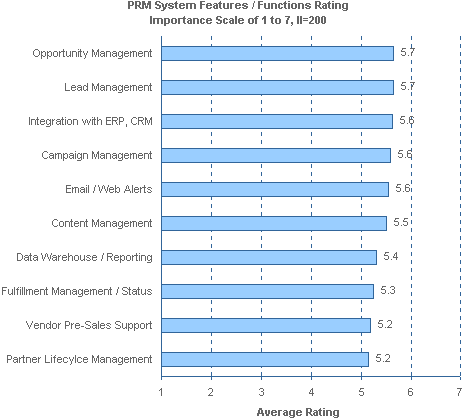 PRM System Features / Functions Rating
Importance Scale of 1 to 7, II=200
Opportunity Management 5.7
Lead Management 5.7
Integration with ERP, CRM 5.6
Campaign Management 5.6
Email / Web Alerts 5.6
Content Management 5.5
Data Warehouse / Reporting 5.4
Fulfillment Management / Status 5.3
Vendor Pre-Sales Support 5.2
Partner Lifecylce Management 5.2
1 2 3 4 5 6 7
Average Rating